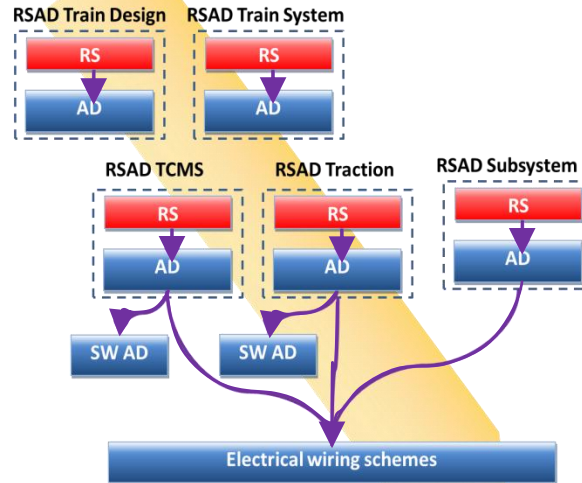 RSAD Train Design
RSAD Train System
RS
RS
AD
AD
RSAD TCMS
RSAD Traction
RSAD Subsystem
RS
RS
RS
AD
AD
AD
SW AD
SW AD
Electrical wiring schemes